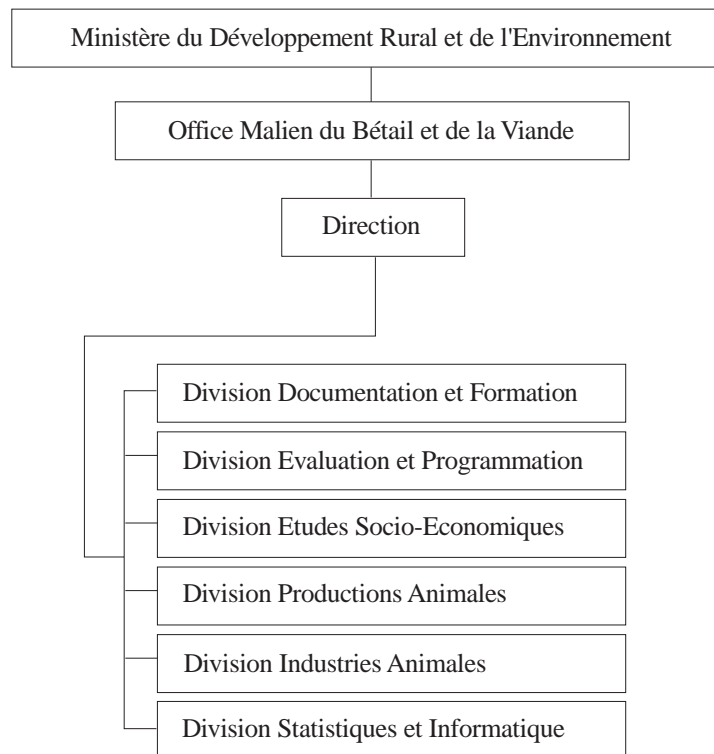 Ministère du Développement Rural et de l'Environnement
Office Malien du Bétail et de la Viande
Direction
Division Documentation et Formation
Division Evaluation et Programmation
Division Etudes Socio-Economiques
Division Productions Animales
Division Industries Animales
Division Statistiques et Informatique